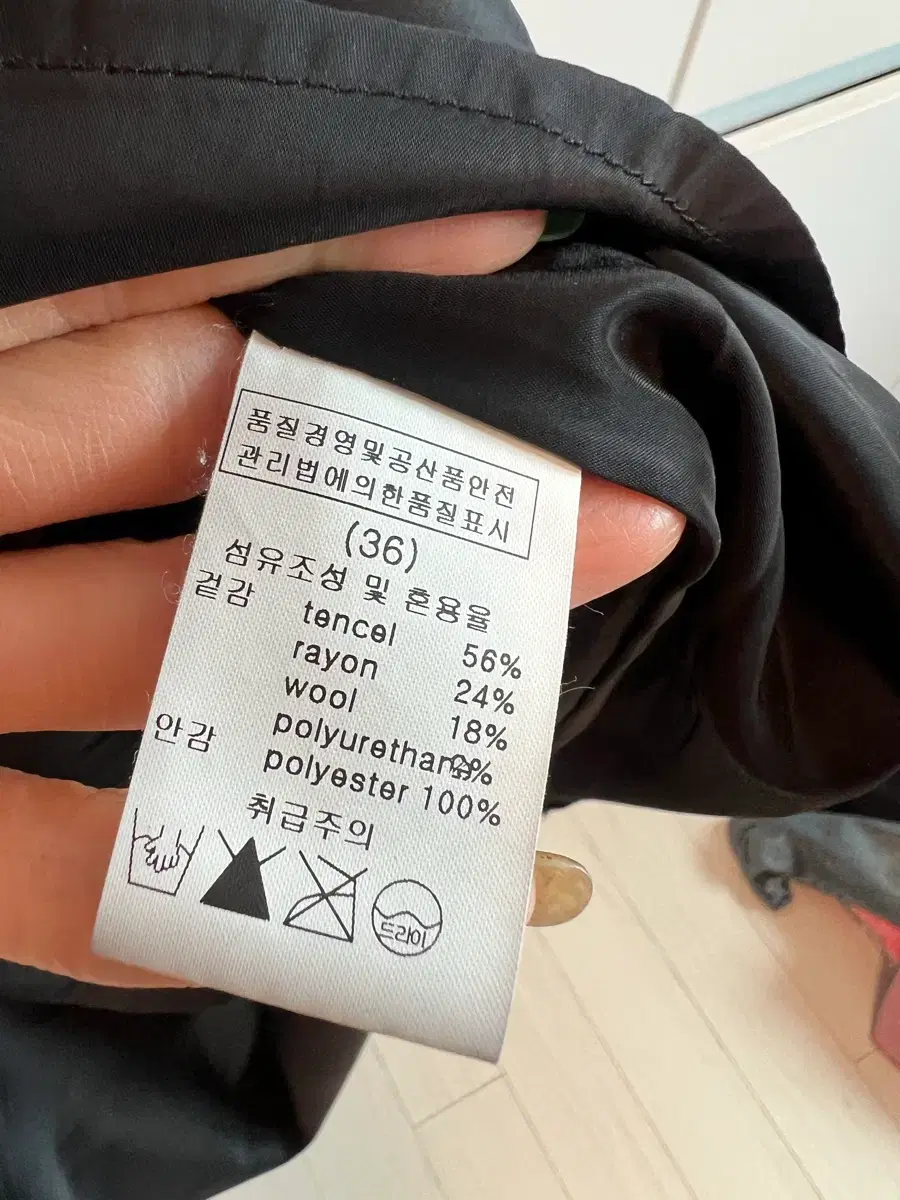 품질경영및공산품안전
관리법에의한품질표시
(36)
섬유조성 및 혼용율
겉감 tencel 56%
rayon 24%
wool 18%
polyurethane 2%
안감 polyester 100%
취급주의
드라이